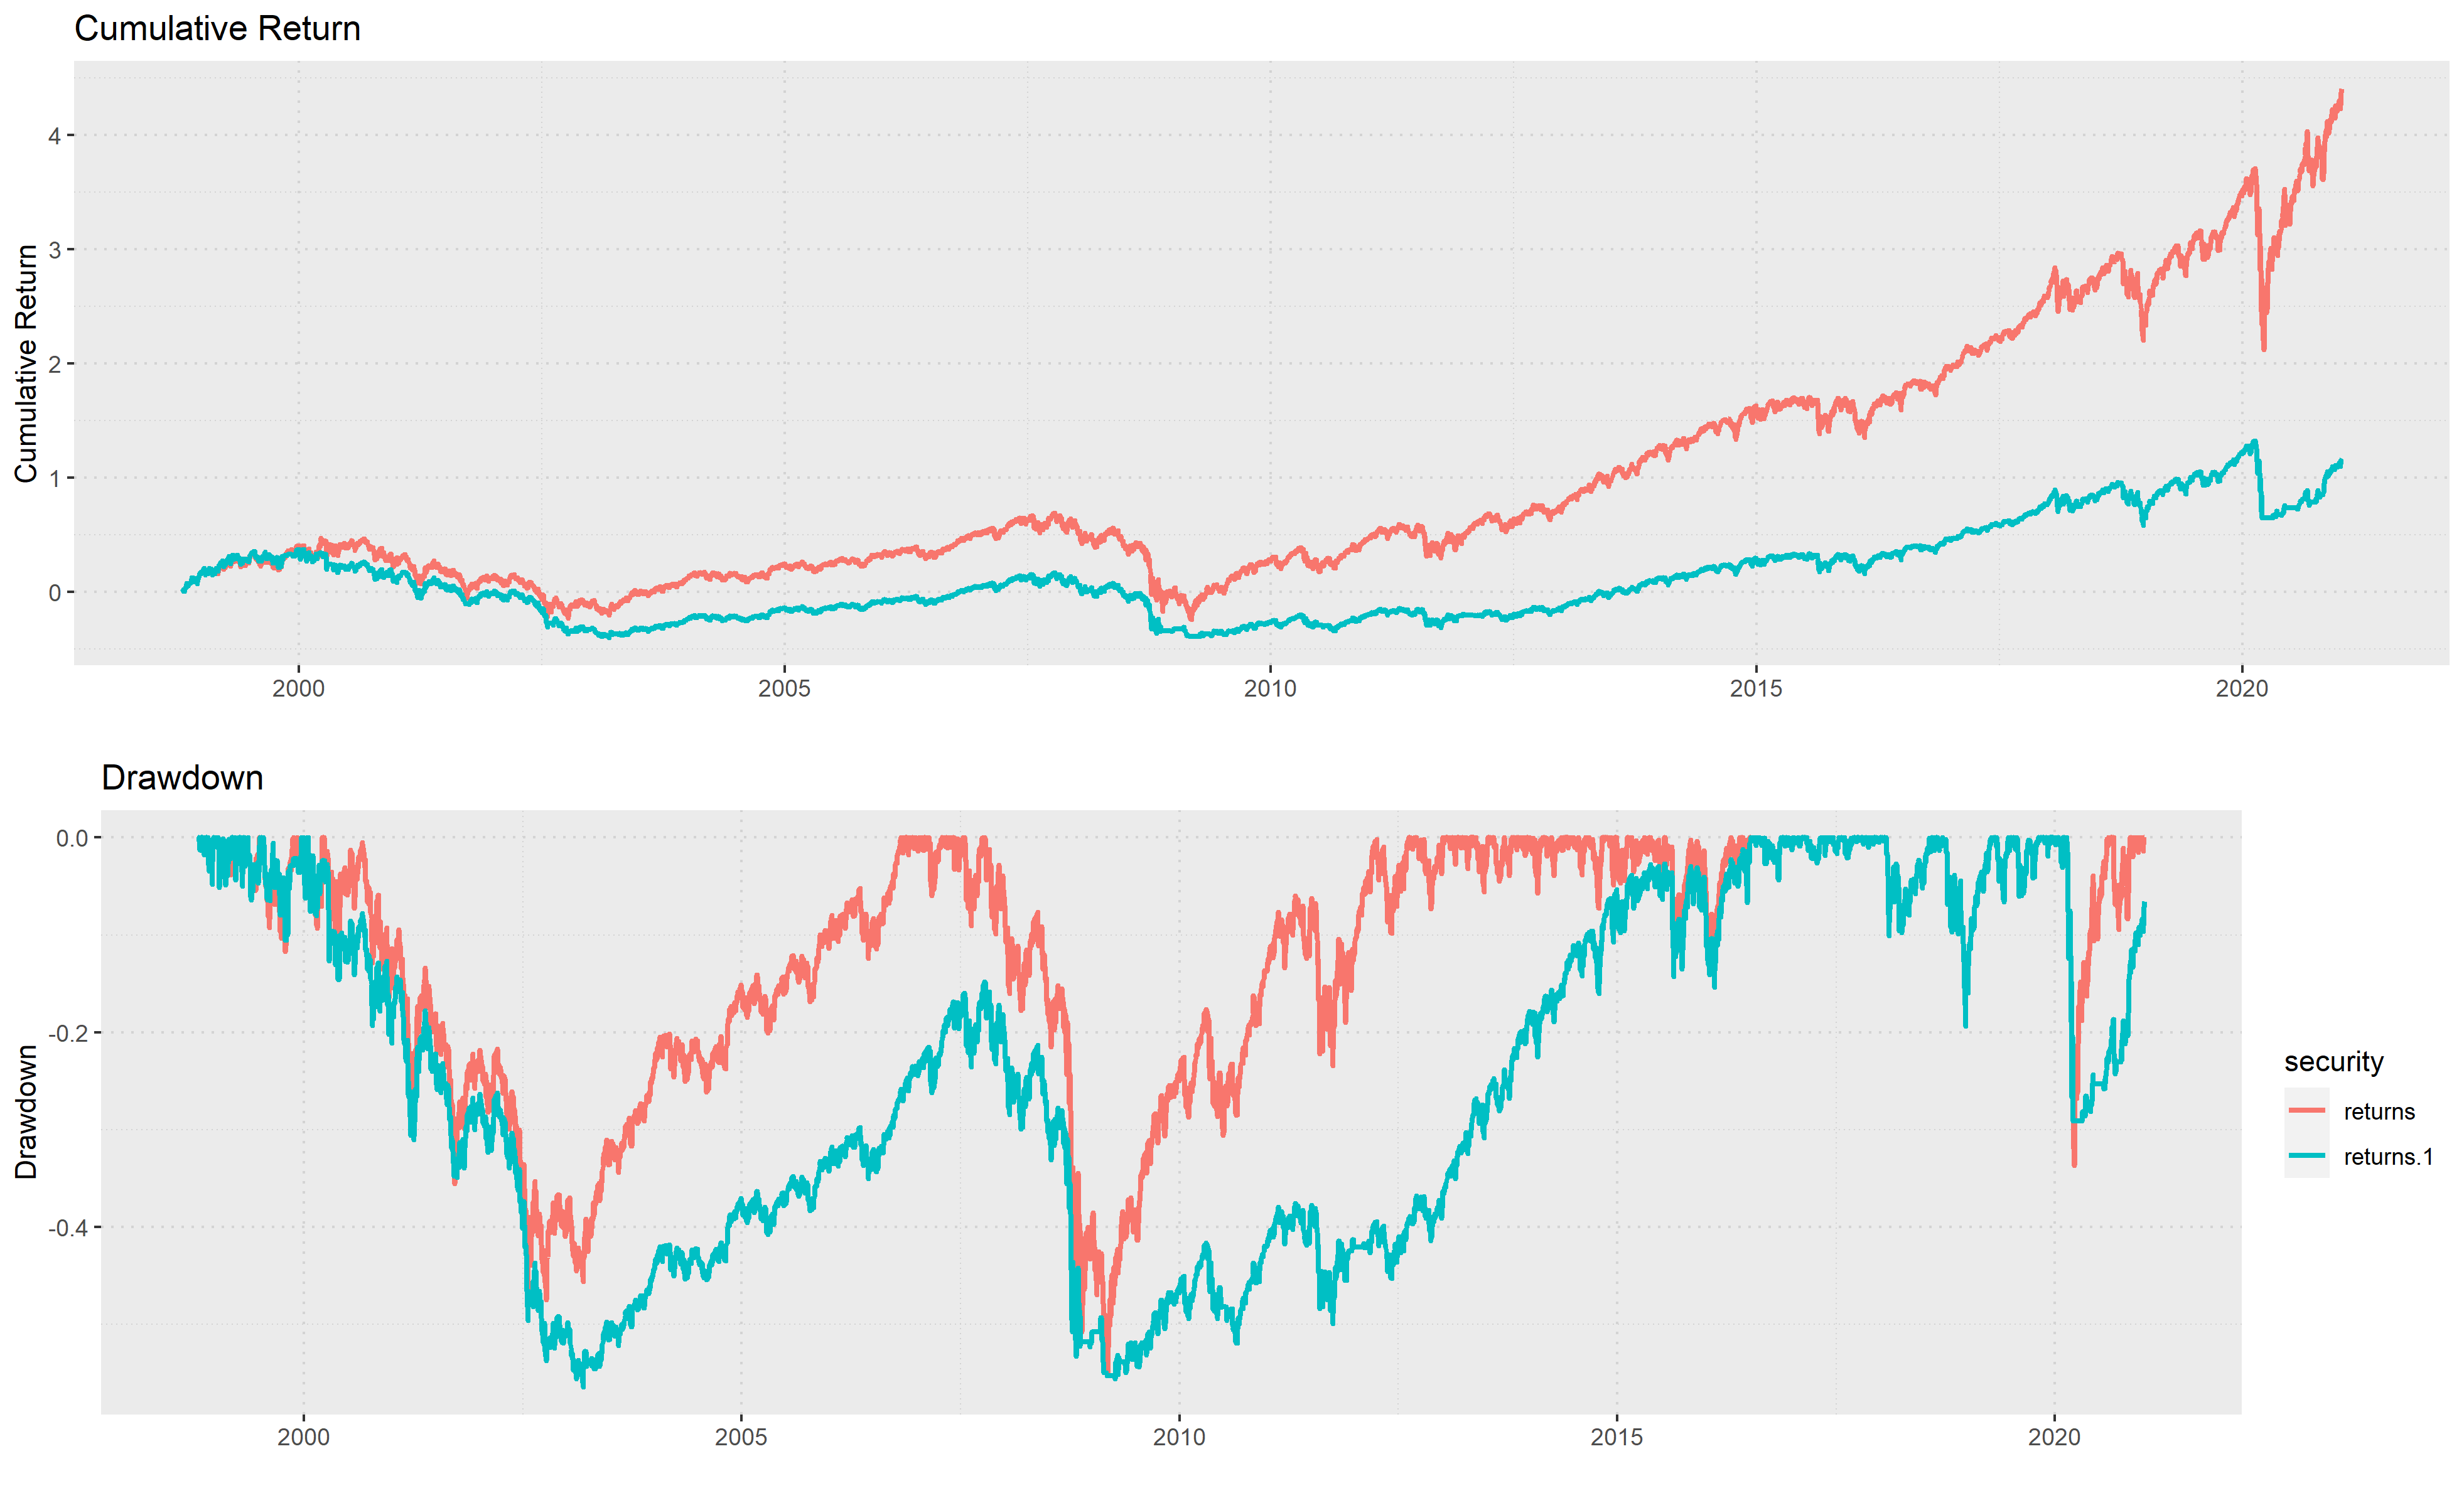 Cumulative Return
Cumulative Return
4
3
2
1
0
2000 2005 2010 2015 2020
Drawdown
Drawdown
0.0
-0.2
-0.4
2000 2005 2010 2015 2020
security
returns
returns.1